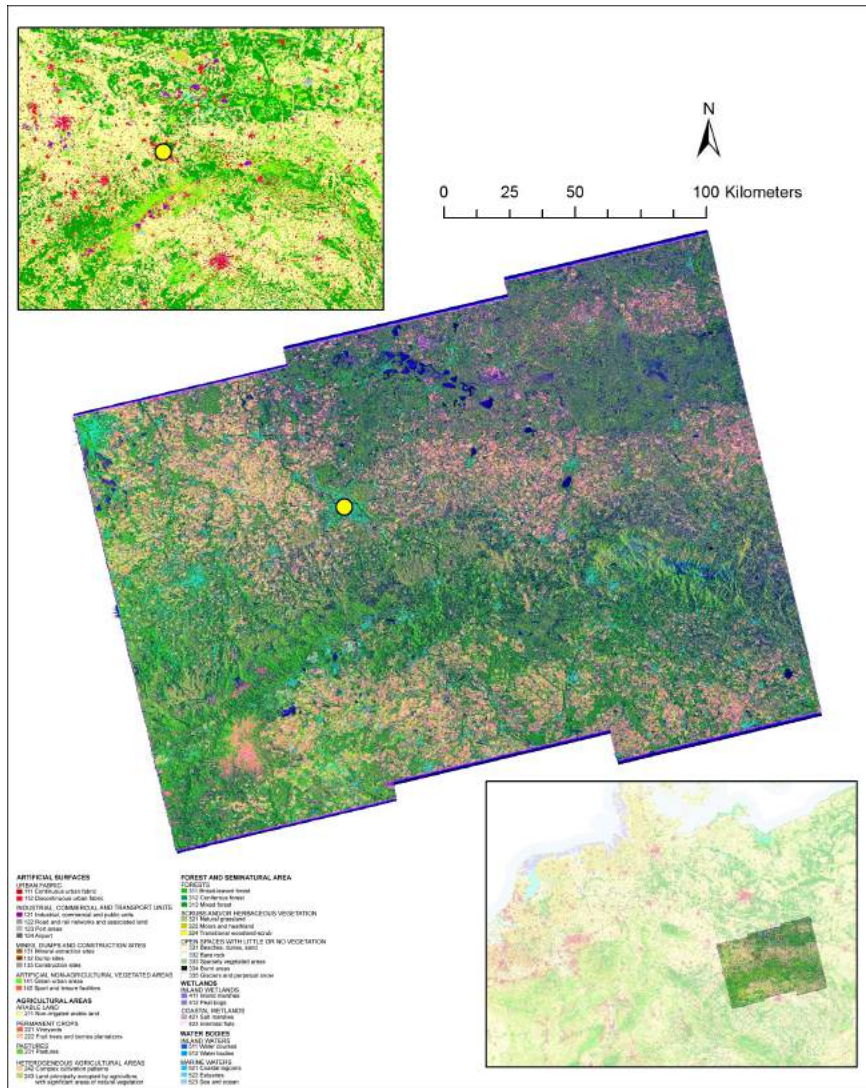 N
0 25 50 100 Kilometers
ARTIFICIAL SURFACES
URBAN FABRIC
111 Continuous urban fabric
112 Discontinuous urban fabric
INDUSTRIAL, COMMERCIAL AND TRANSPORT UNITS
121 Industrial, commercial and public units
122 Road and rail networks and associated land
123 Port areas
124 Airport
MINES, DUMPS AND CONSTRUCTION SITES
131 Mineral extraction sites
132 Dump sites
133 Construction sites
ARTIFICIAL NON-AGRICULTURAL VEGETATED AREAS
141 Green urban areas
142 Sport and leisure facilities
AGRICULTURAL AREAS
ARABLE LAND
211 Non-irrigated arable land
PERMANENT CROPS
221 Vineyards
222 Fruit trees and berries plantations
PASTURES
231 Pastures
HETEROGENEOUS AGRICULTURAL AREAS
242 Complex cultivation patterns
243 Land principally occupied by agriculture,
with significant areas of natural vegetation
FOREST AND SEMINATURAL AREA
FORESTS
311 Broad-leaved forest
312 Coniferous forest
313 Mixed forest
SCRUBS AND/OR HERBACEOUS VEGETATION
321 Natural grassland
322 Moors and heathland
324 Transitional woodland-scrub
OPEN SPACES WITH LITTLE OR NO VEGETATION
331 Beaches, dunes, sand
332 Bare rock
333 Sparsely vegetated areas
334 Burnt areas
335 Glaciers and perpetual snow
WETLANDS
INLAND WETLANDS
411 Inland marshes
412 Peat bogs
COASTAL WETLANDS
421 Salt marshes
423 Intertidal flats
WATER BODIES
INLAND WATERS
511 Water courses
512 Water bodies
MARINE WATERS
521 Coastal lagoons
522 Estuaries
523 Sea and ocean